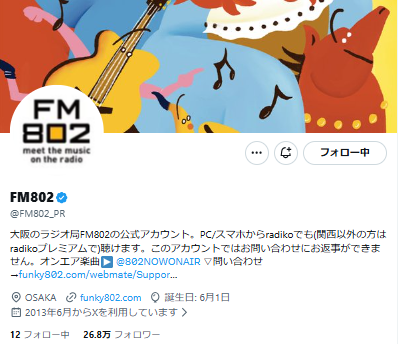 FM
802
meet the music
on the radio
フォロー中
FM802
@FM802_PR
大阪のラジオ局FM802の公式アカウント。PC/スマホからradikoでも(関西以外の方は
radikoプレミアムで)聴けます。このアカウントではお問い合わせにお返事ができませ
ん。オンエア楽曲▶️ @802NOWONAIR ▽問い合わせ
→funky802.com/webmate/Suppor...
OSAKA funky802.com 誕生日: 6月1日
2013年6月からXを利用しています
12 フォロー中 26.8万 フォロワー